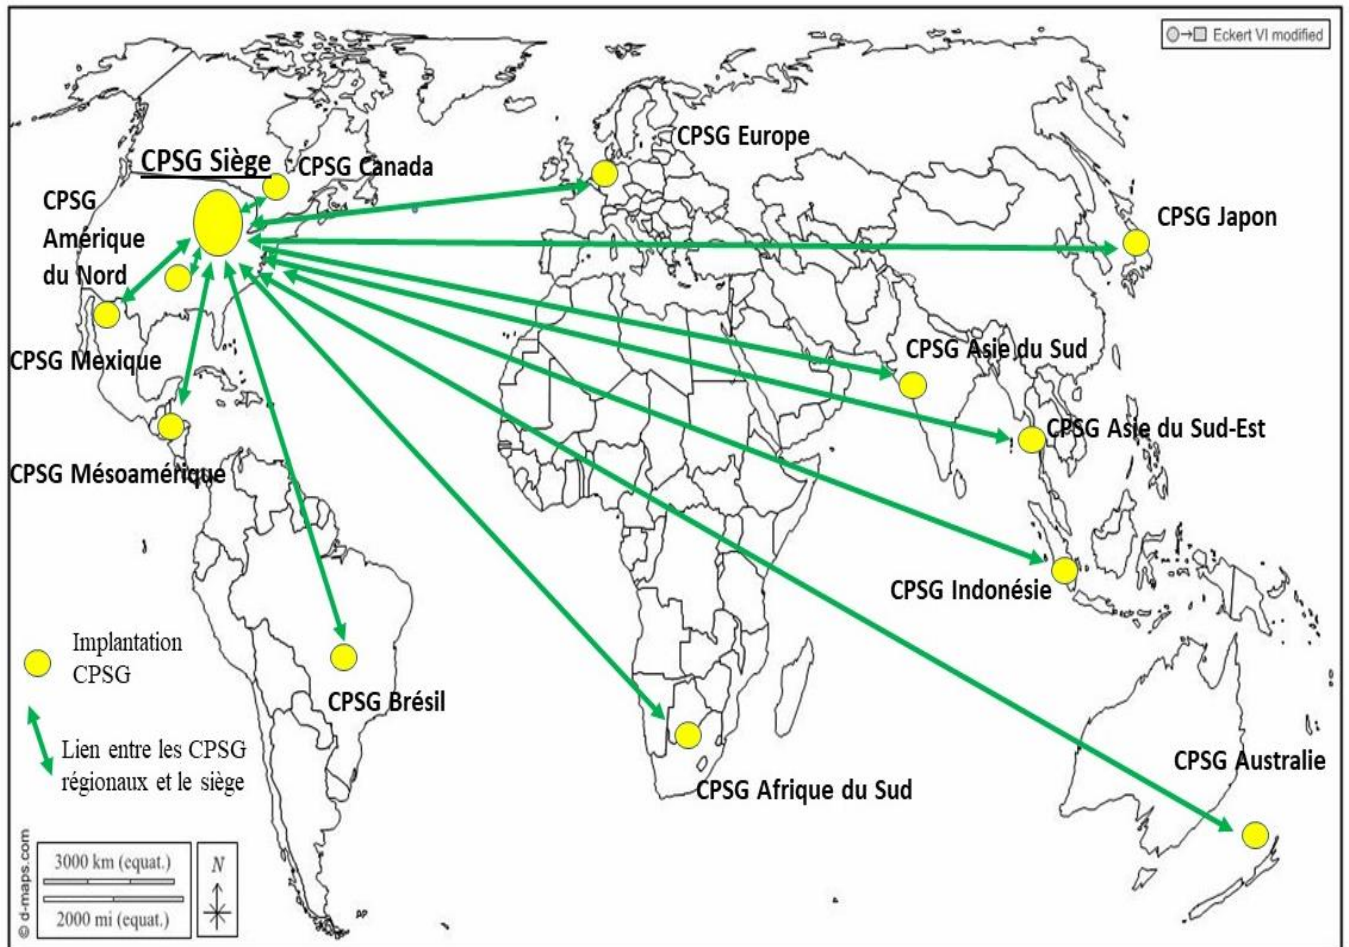 Eckert VI modified
CPSG Europe
CPSG Siège
CPSG Canada
CPSG
Amérique
du Nord
CPSG Japon
CPSG Mexique
CPSG Asie du Sud
CPSG Asie du Sud-Est
CPSG Mésoamérique
CPSG Indonésie
Implantation
CPSG
CPSG Brésil
Lien entre les CPSG
régionaux et le siège
CPSG Australie
CPSG Afrique du Sud
3000 km (equat.)
2000 mi (equat.)
N
© d-maps.com